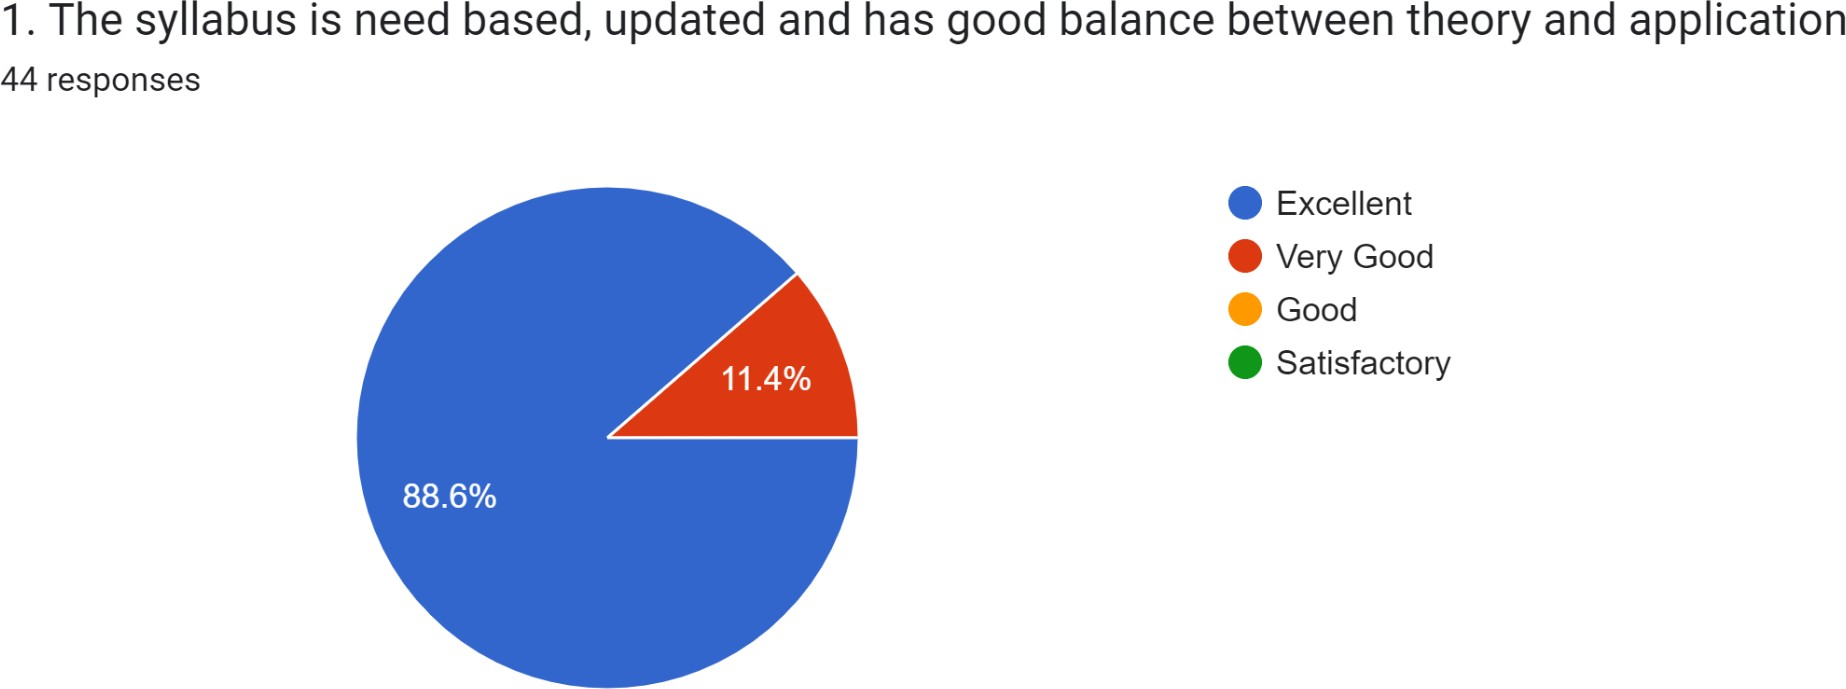 1. The syllabus is need based, updated and has good balance between theory and application
44 responses
Excellent
Very Good
Good
Satisfactory
11.4%
88.6%